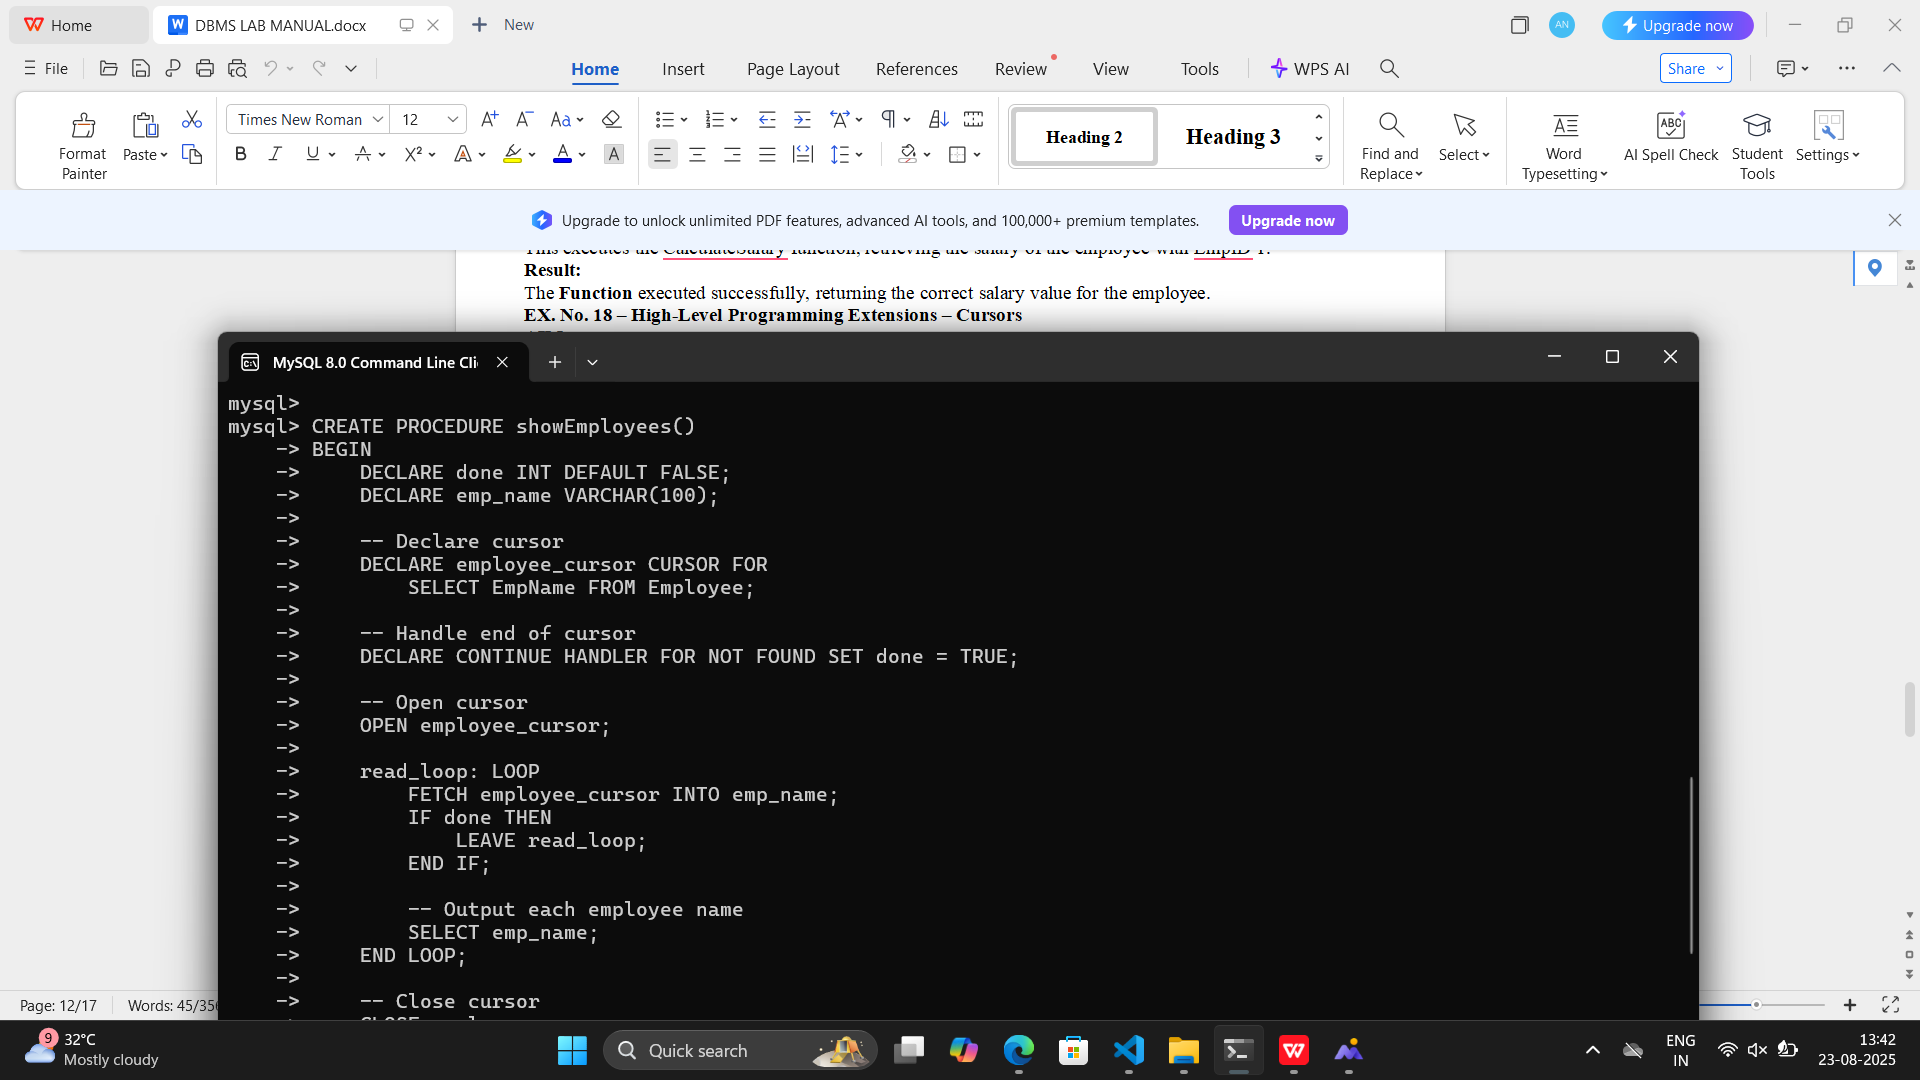 Home
DBMS LAB MANUAL.docx
New
AN
Upgrade now
File
Home
Insert
Page Layout
References
Review
View
Tools
WPS AI
Share
Format
Painter
Paste
Times New Roman
12
Heading 2
Heading 3
Find and
Replace
Select
Word
Typesetting
AI Spell Check
Student
Tools
Settings
Upgrade to unlock unlimited PDF features, advanced AI tools, and 100,000+ premium templates.
Upgrade now
This executes the CalculateSalary function, retrieving the salary of the employee with EmpID 1.
Result:
The Function executed successfully, returning the correct salary value for the employee.
EX. No. 18 – High-Level Programming Extensions – Cursors
MySQL 8.0 Command Line Cli
mysql>
mysql> CREATE PROCEDURE showEmployees()
-> BEGIN
->     DECLARE done INT DEFAULT FALSE;
->     DECLARE emp_name VARCHAR(100);
->
->     -- Declare cursor
->     DECLARE employee_cursor CURSOR FOR
->         SELECT EmpName FROM Employee;
->
->     -- Handle end of cursor
->     DECLARE CONTINUE HANDLER FOR NOT FOUND SET done = TRUE;
->
->     -- Open cursor
->     OPEN employee_cursor;
->
->     read_loop: LOOP
->         FETCH employee_cursor INTO emp_name;
->         IF done THEN
->             LEAVE read_loop;
->         END IF;
->
->         -- Output each employee name
->         SELECT emp_name;
->     END LOOP;
->
->     -- Close cursor
Page: 12/17
Words: 45/356
9
32°C
Mostly cloudy
Quick search
ENG
IN
13:42
23-08-2025